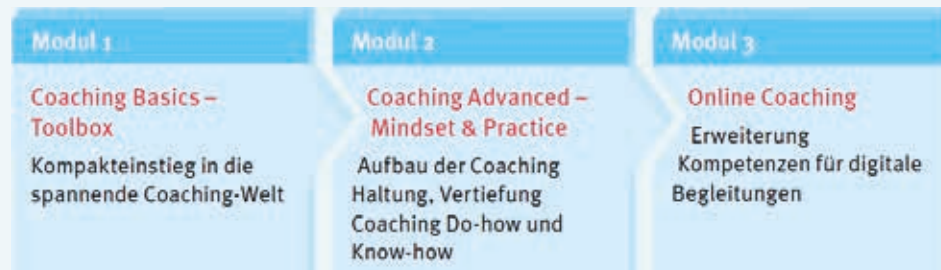 Modul 1
Coaching Basics –
Toolbox
Kompakteinstieg in die
spannende Coaching-Welt
Modul 2
Coaching Advanced –
Mindset & Practice
Aufbau der Coaching
Haltung, Vertiefung
Coaching Do-how und
Know-how
Modul 3
Online Coaching
Erweiterung
Kompetenzen für digitale
Begleitungen